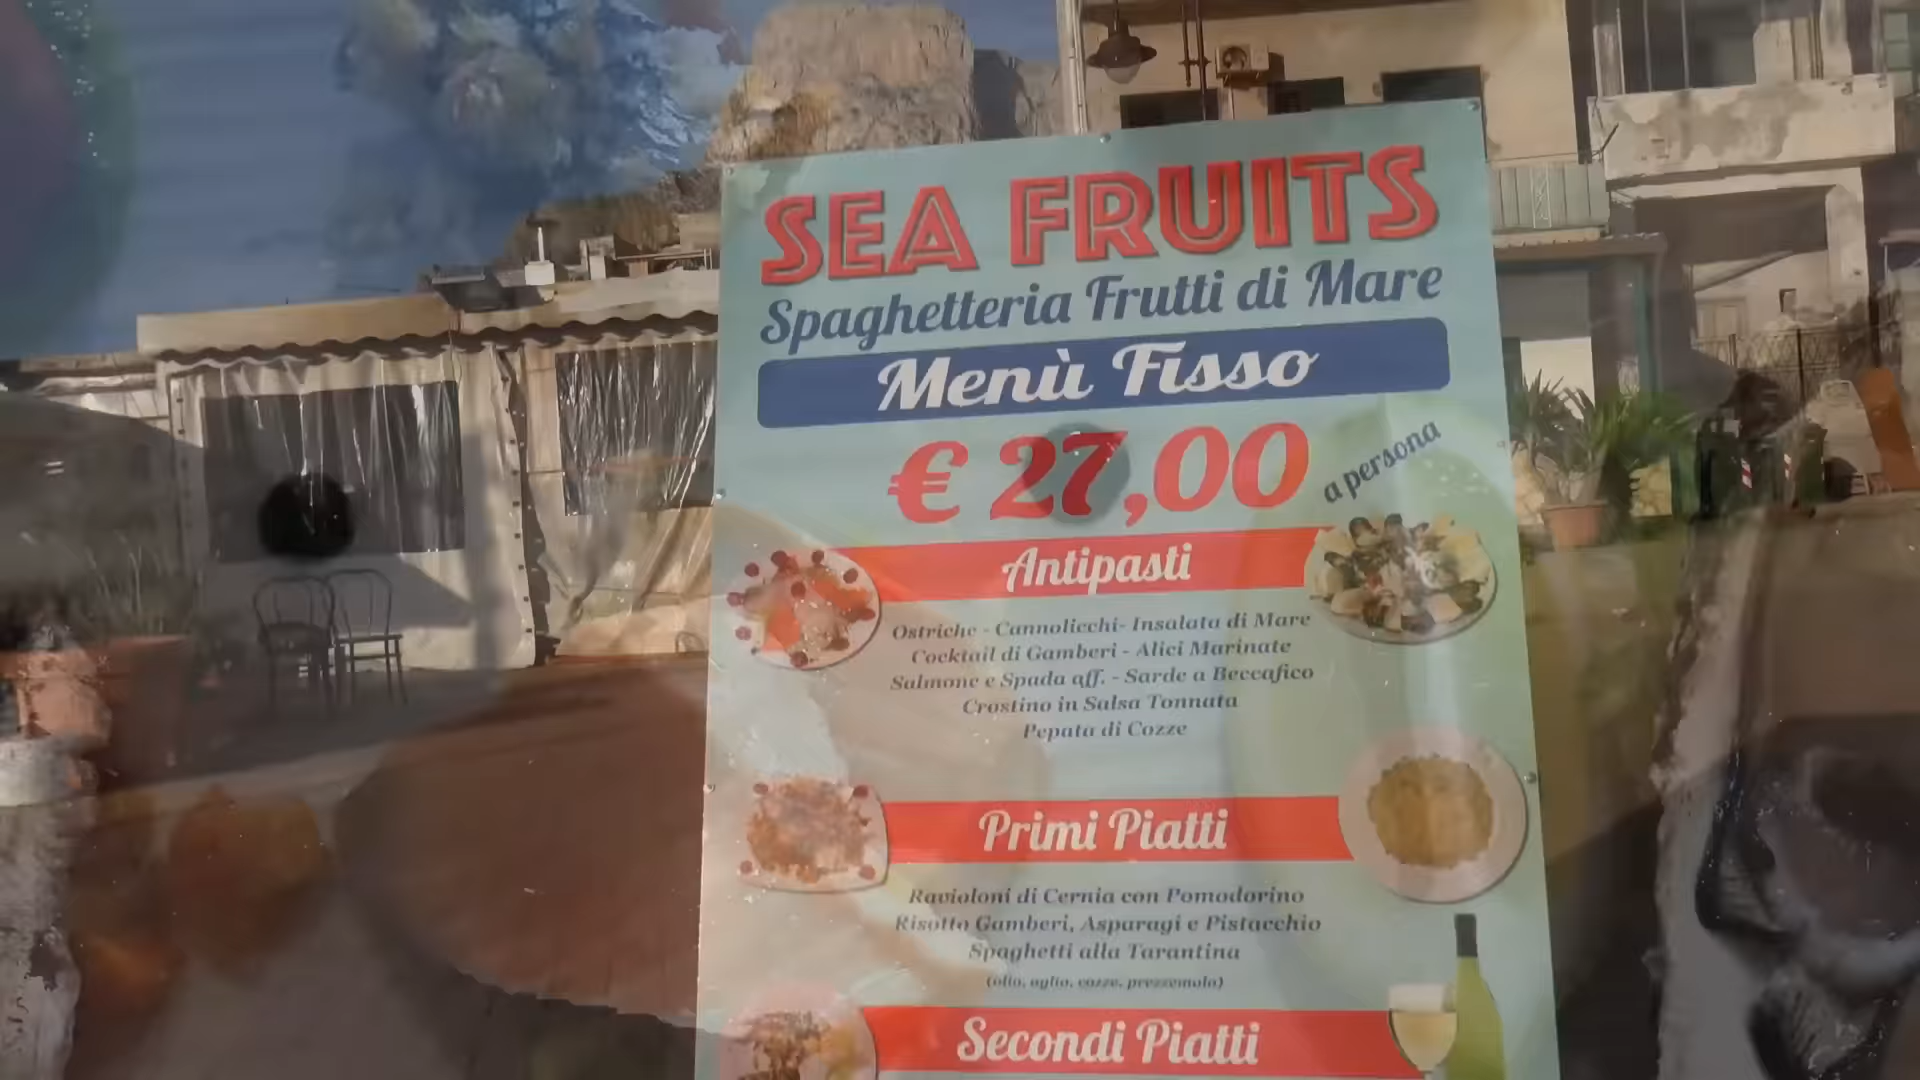 SEA FRUITS
Spaghetteria Frutti di Mare
Menù Fisso
€ 27,00
a persona
Antipasti
Ostriche - Cannolicchi- Insalata di Mare
Cocktail di Gamberi - Alici Marinate
Salmone e Spada aff. - Sarde a Beccafico
Crostino in Salsa Tonnata
Pepata di Cozze
Primi Piatti
Ravioloni di Cernia con Pomodorino
Risotto Gamberi, Asparagi e Pistacchio
Spaghetti alla Tarantina
(olio, aglio, cozze, prezzemolo)
Secondi Piatti